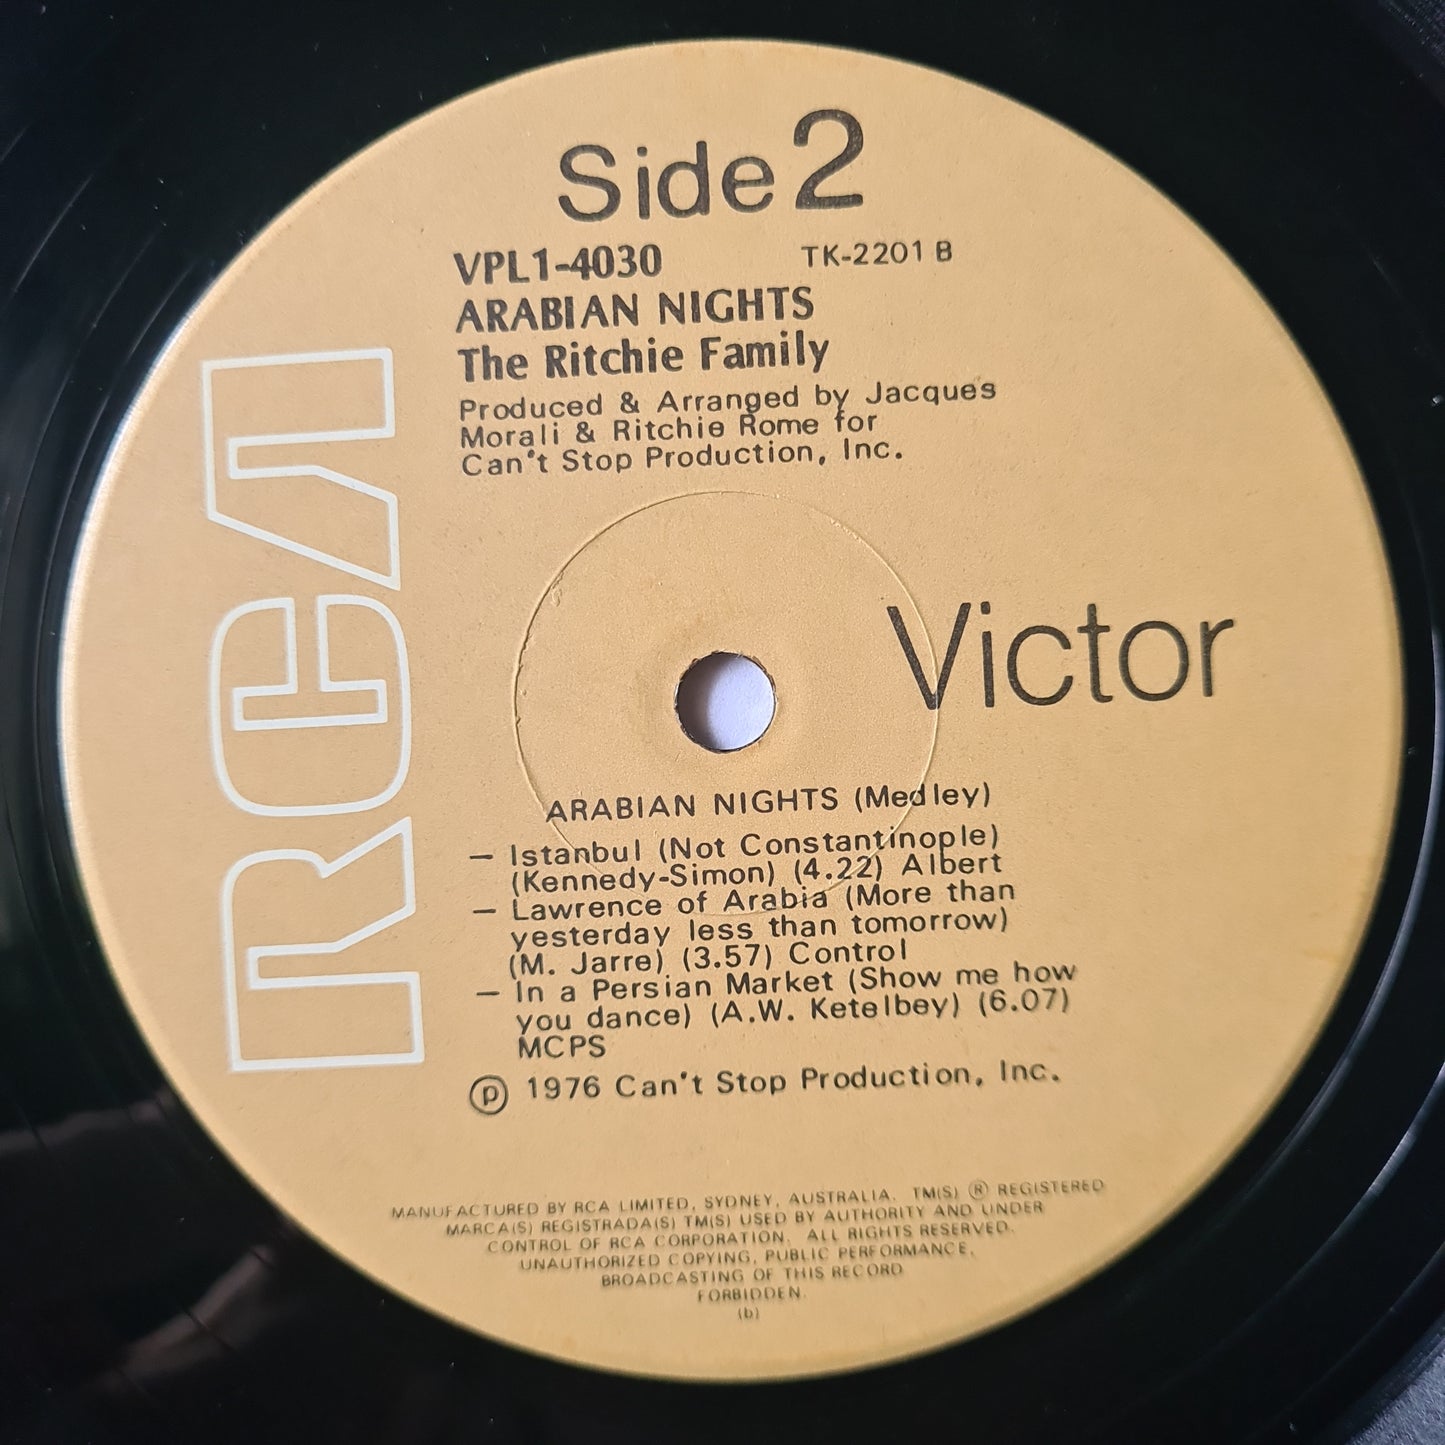 Side 2
VPL1-4030 TK-2201 B
ARABIAN NIGHTS
The Ritchie Family
Produced & Arranged by Jacques
Morali & Ritchie Rome for
Can't Stop Production, Inc.
RCA
Victor
ARABIAN NIGHTS (Medley)
— Istanbul (Not Constantinople)
(Kennedy-Simon) (4.22) Albert
— Lawrence of Arabia (More than
yesterday less than tomorrow)
(M. Jarre) (3.57) Control
— In a Persian Market (Show me how
you dance) (A.W. Ketelbey) (6.07)
MCPS
℗ 1976 Can't Stop Production, Inc.
MANUFACTURED BY RCA LIMITED, SYDNEY, AUSTRALIA. TM(S) ® REGISTERED
MARCA(S) REGISTRADA(S) TM(S) USED BY AUTHORITY AND UNDER
CONTROL OF RCA CORPORATION. ALL RIGHTS RESERVED.
UNAUTHORIZED COPYING, PUBLIC PERFORMANCE,
BROADCASTING OF THIS RECORD
FORBIDDEN.
(b)